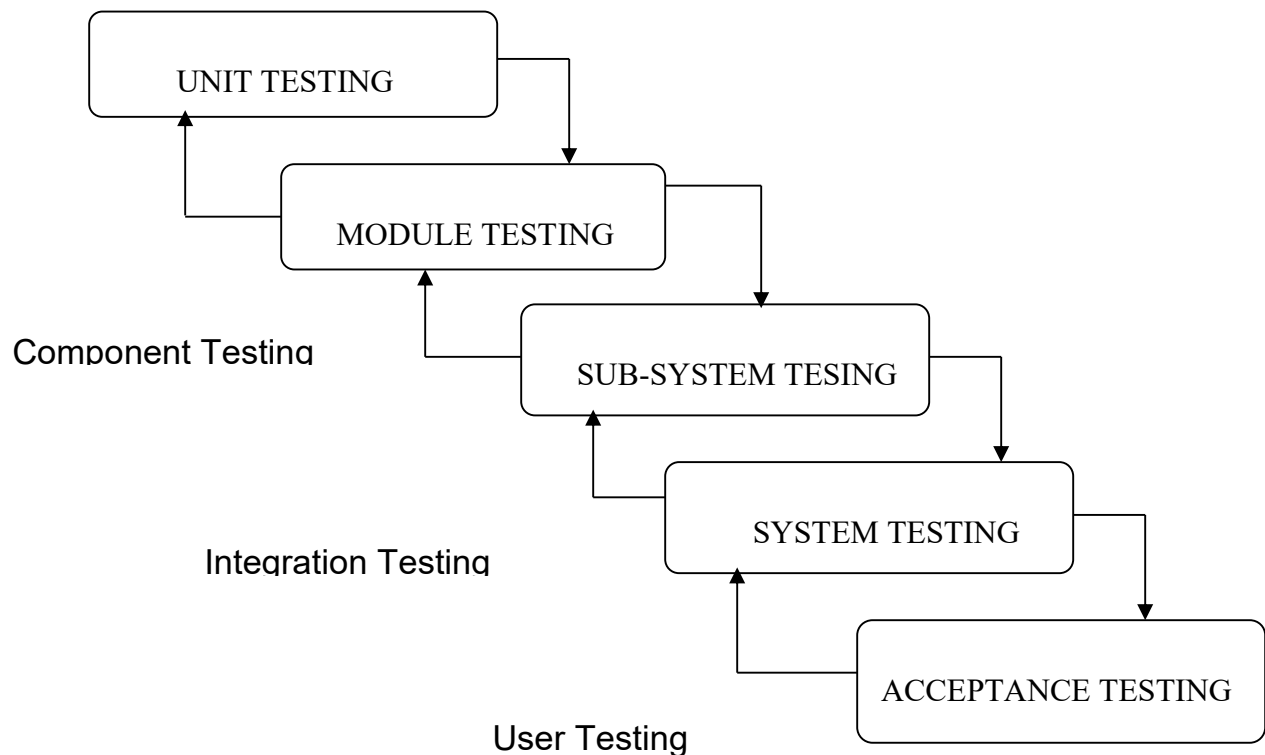 UNIT TESTING
MODULE TESTING
Component Testing
SUB-SYSTEM TESING
SYSTEM TESTING
Integration Testing
ACCEPTANCE TESTING
User Testing